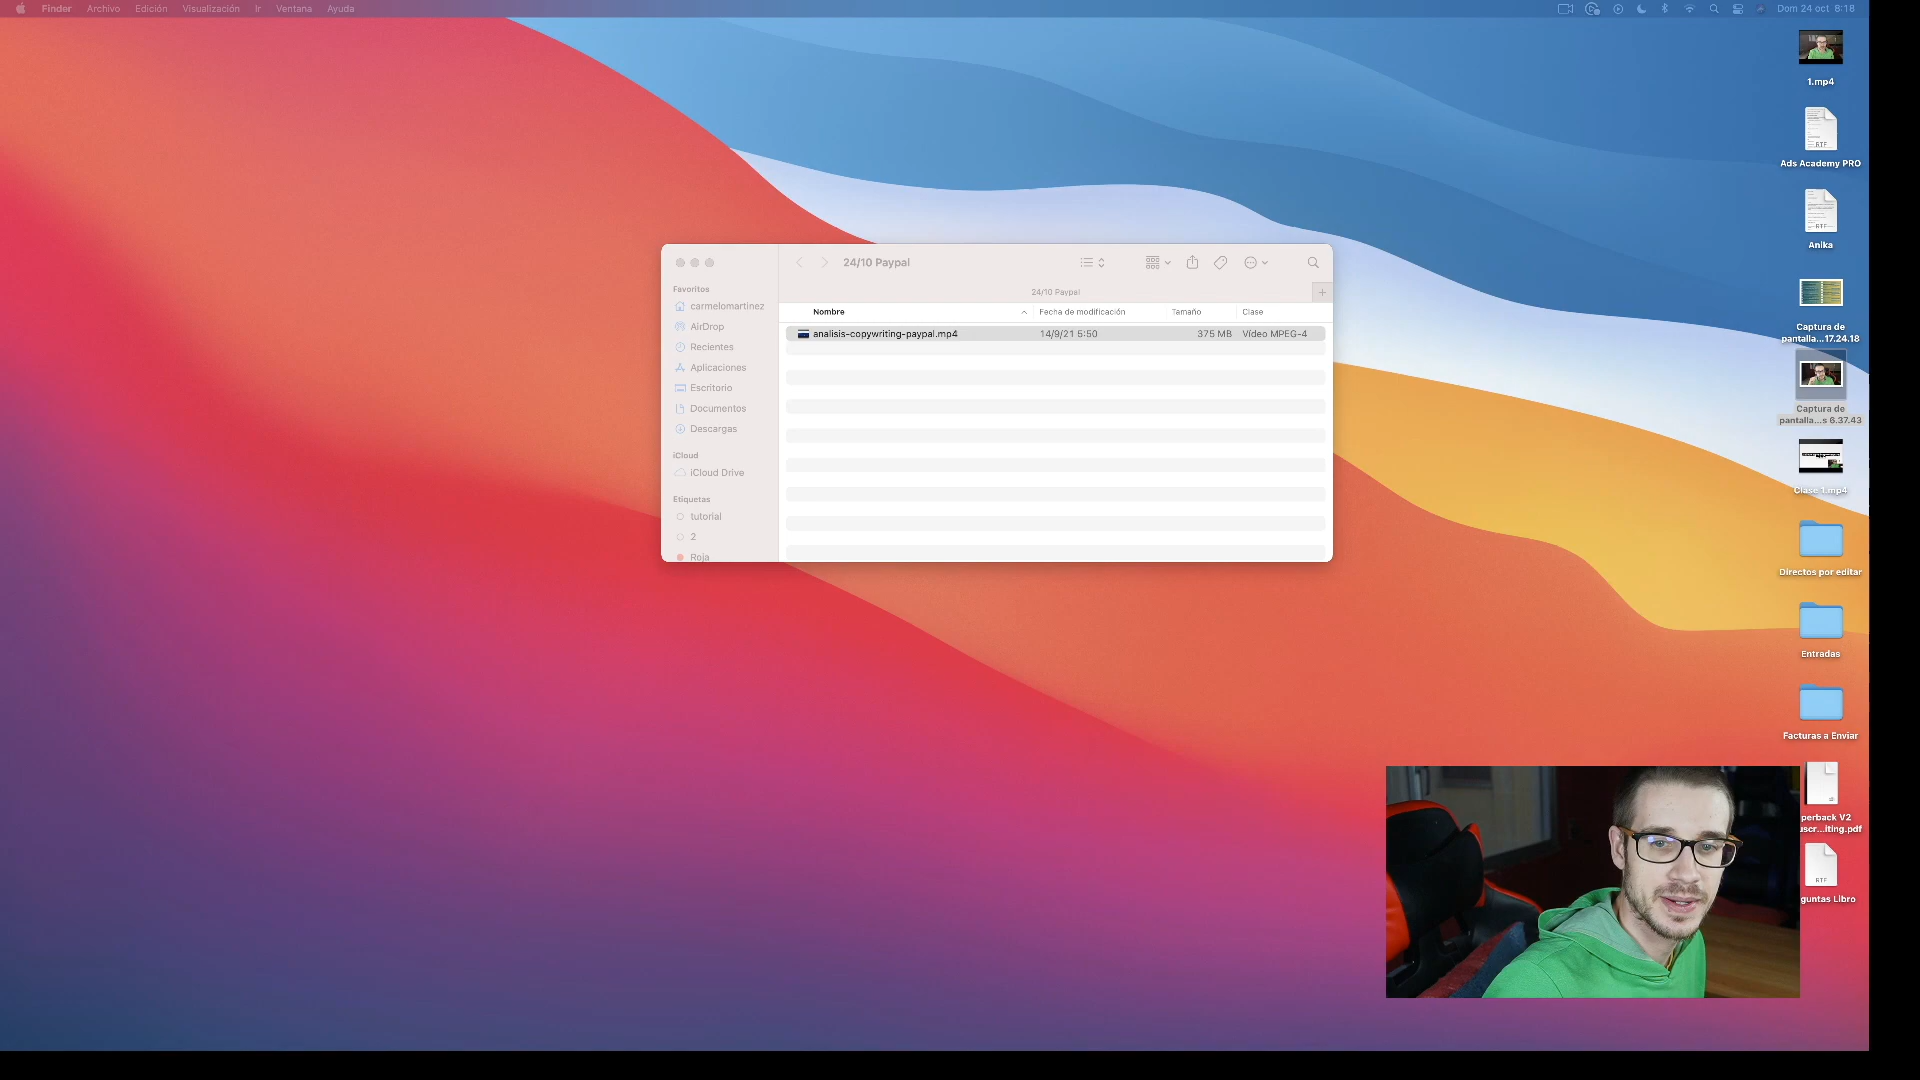 Finder Archivo Edición Visualización Ir Ventana Ayuda
Dom 24 oct 8:18
1.mp4
RTF
Ads Academy PRO
RTF
Anika
Captura de
pantalla...17.24.18
Captura de
pantalla...s 6.37.43
Clase 1.mp4
Directos por editar
Entradas
Facturas a Enviar
perback V2
uscr...iting.pdf
RTF
guntas Libro
24/10 Paypal
24/10 Paypal
Favoritos
carmelomartinez
AirDrop
Recientes
Aplicaciones
Escritorio
Documentos
Descargas
iCloud
iCloud Drive
Etiquetas
tutorial
2
Roja
Nombre Fecha de modificación Tamaño Clase
analisis-copywriting-paypal.mp4 14/9/21 5:50 375 MB Vídeo MPEG-4